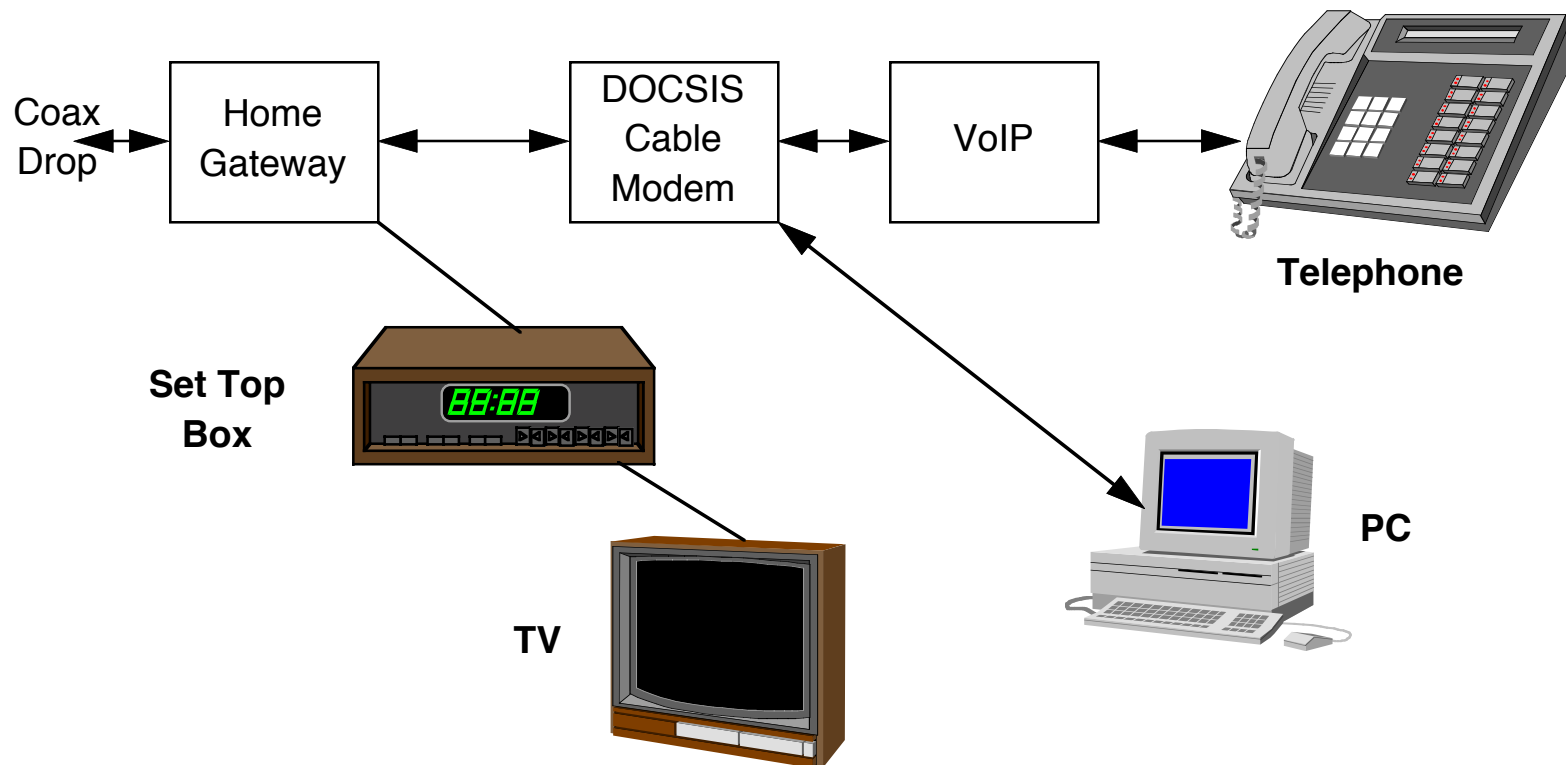 Coax
Drop
Home
Gateway
DOCSIS
Cable
Modem
VoIP
Telephone
Set Top
Box
88:88
PC
TV